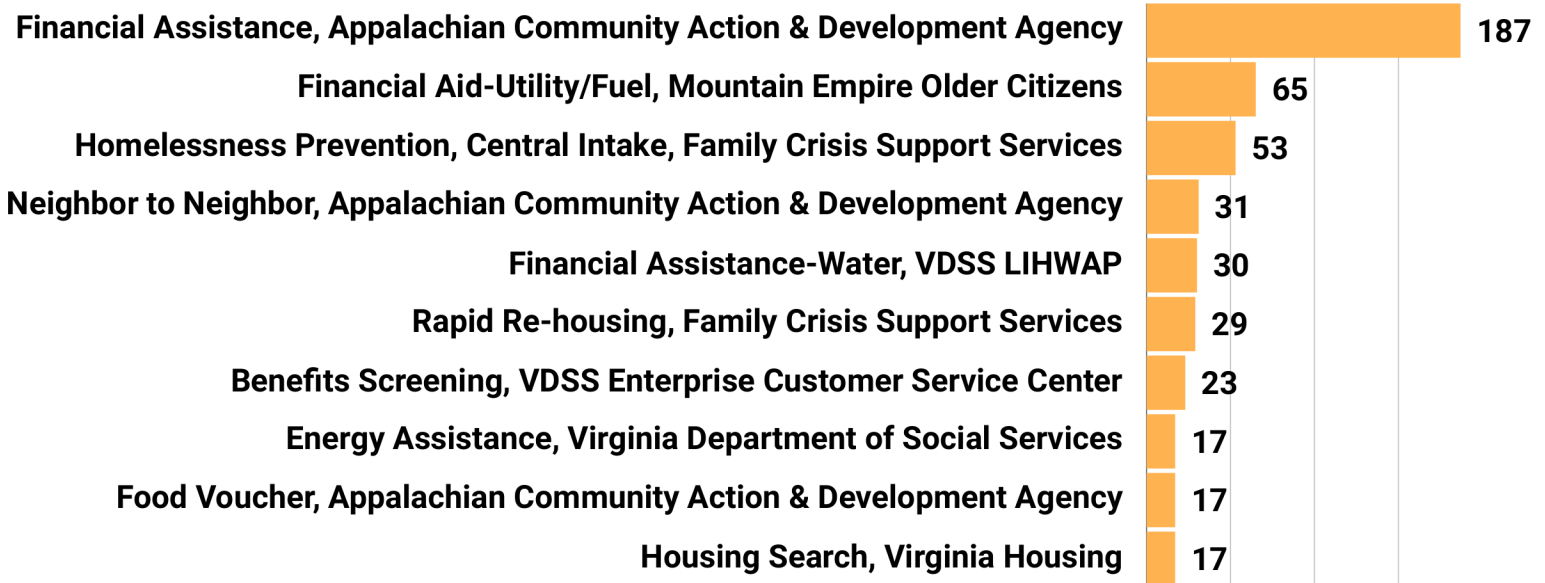 Financial Assistance, Appalachian Community Action & Development Agency 187
Financial Aid-Utility/Fuel, Mountain Empire Older Citizens 65
Homelessness Prevention, Central Intake, Family Crisis Support Services 53
Neighbor to Neighbor, Appalachian Community Action & Development Agency 31
Financial Assistance-Water, VDSS LIHWAP 30
Rapid Re-housing, Family Crisis Support Services 29
Benefits Screening, VDSS Enterprise Customer Service Center 23
Energy Assistance, Virginia Department of Social Services 17
Food Voucher, Appalachian Community Action & Development Agency 17
Housing Search, Virginia Housing 17